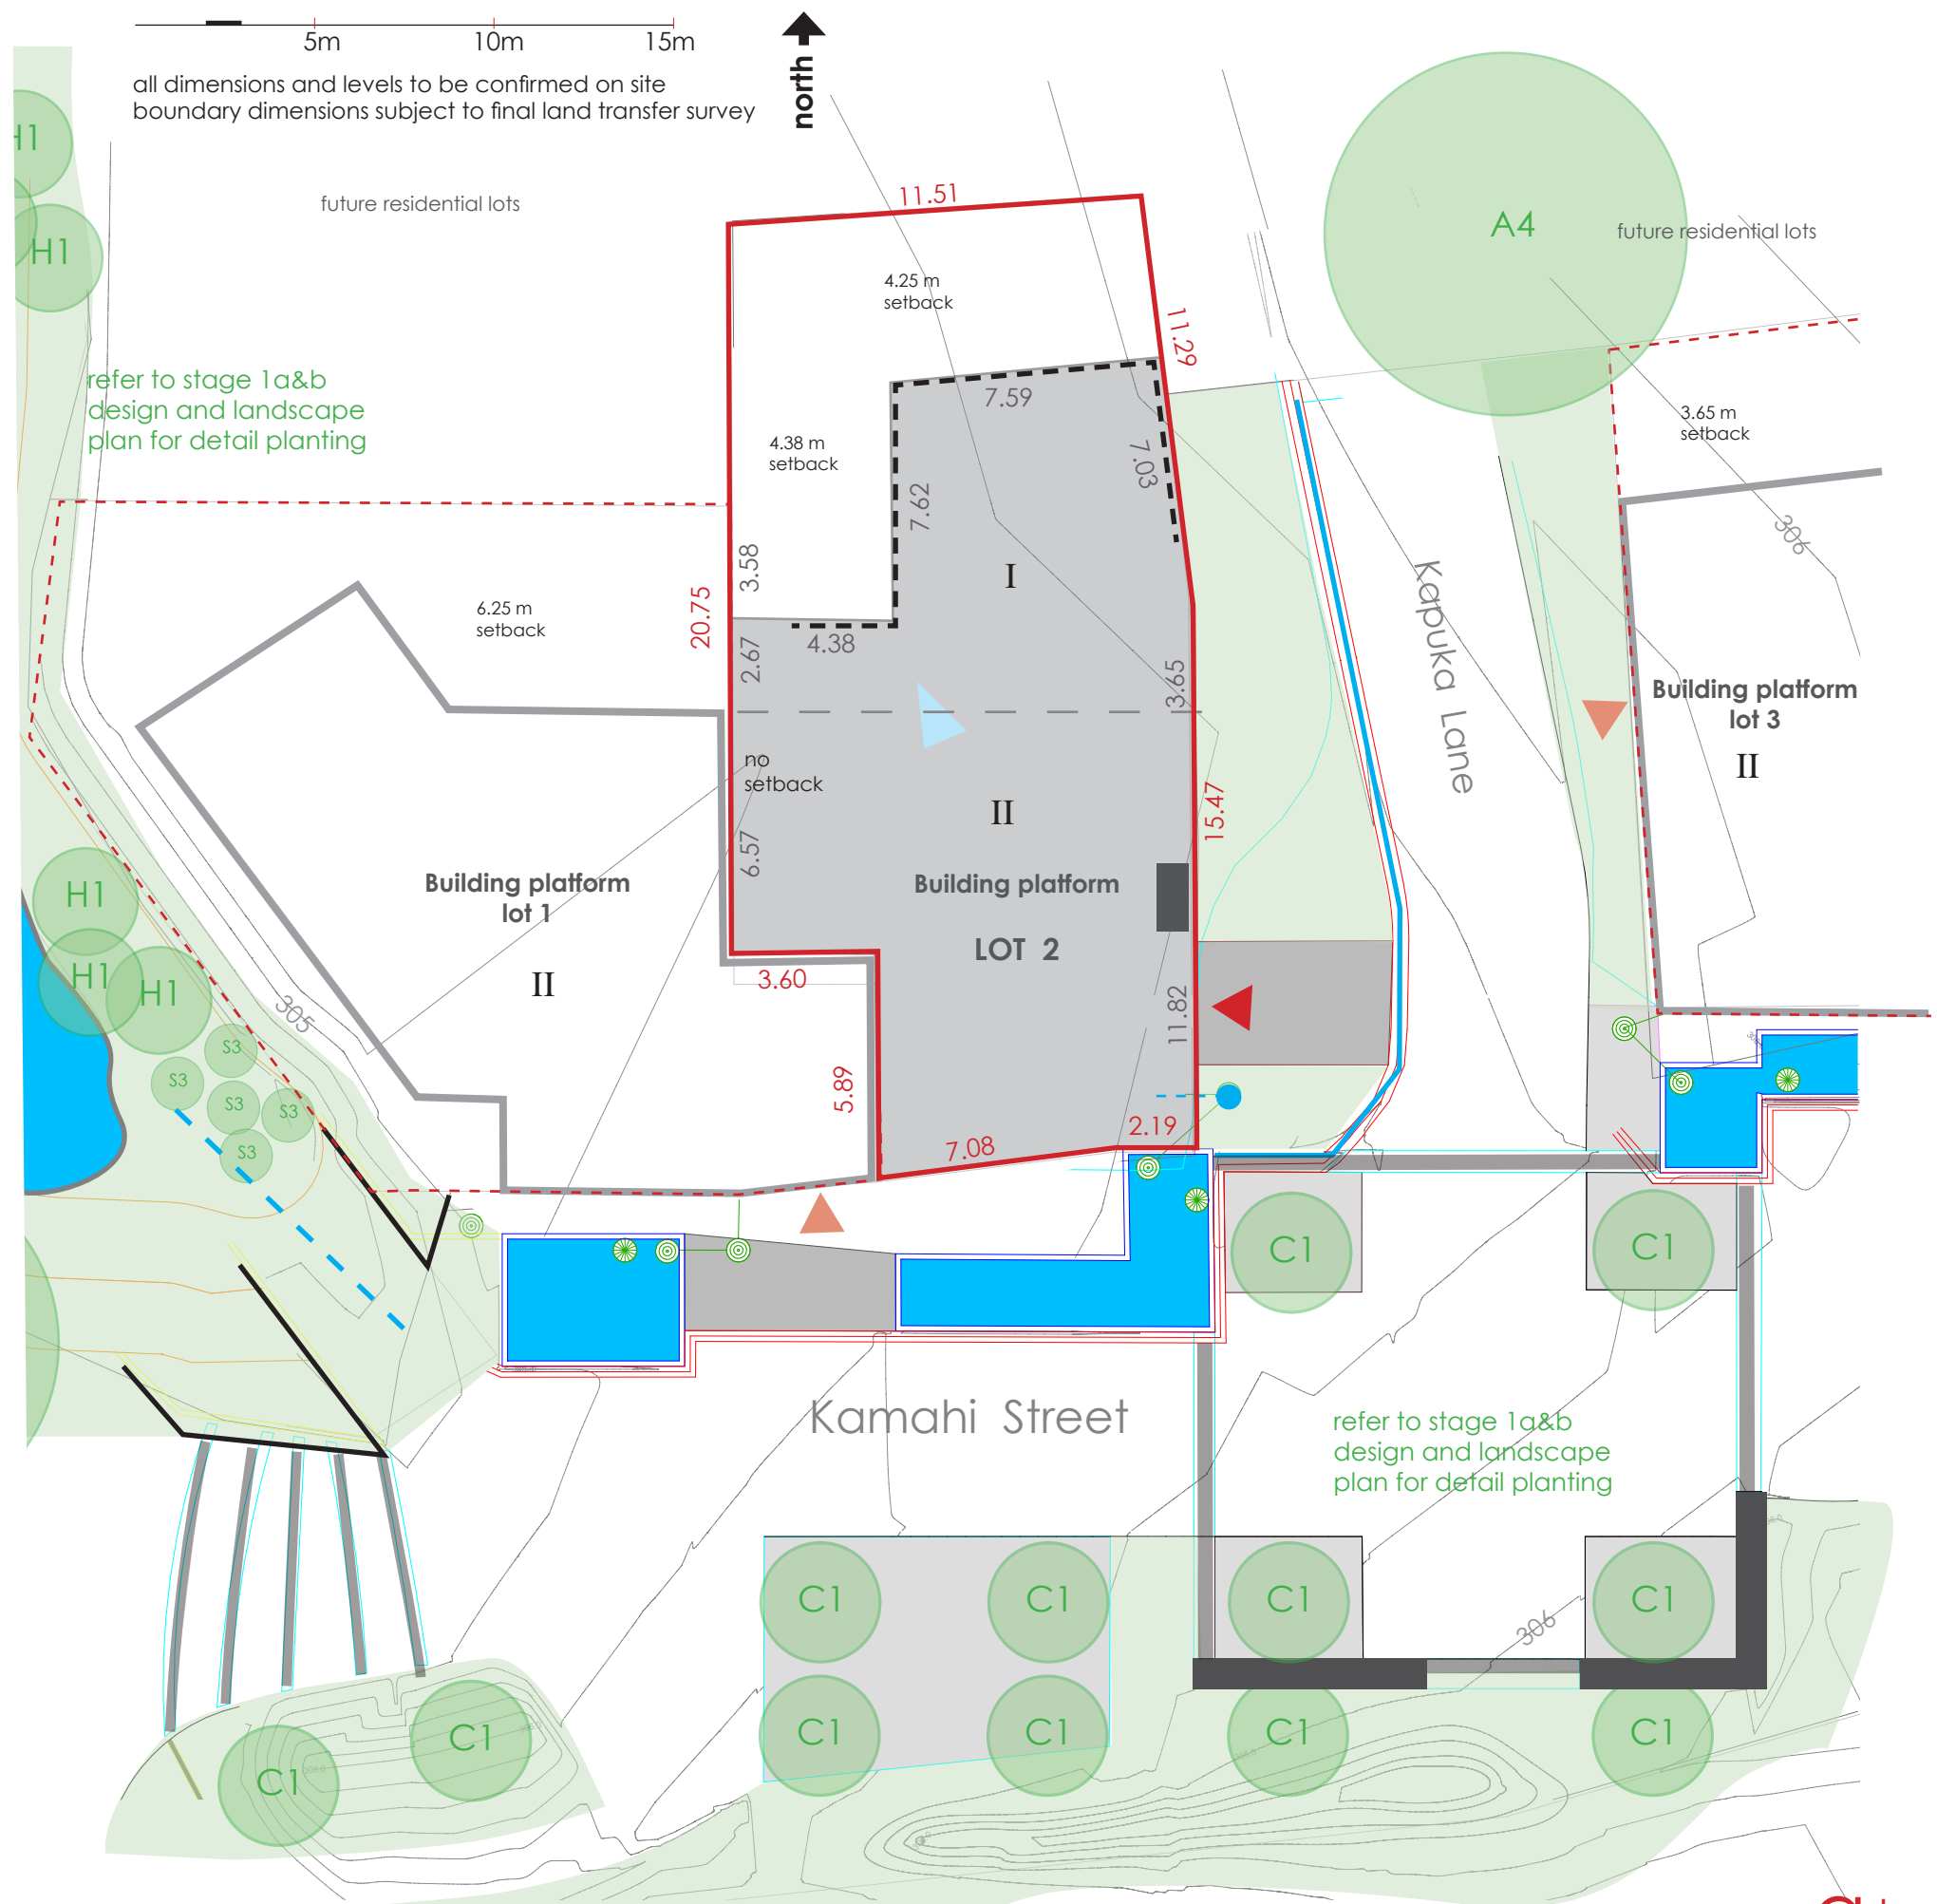 5m 10m 15m
north
all dimensions and levels to be confirmed on site
boundary dimensions subject to final land transfer survey
H1
H1
future residential lots
11.51
A4
future residential lots
4.25 m
setback
11.29
refer to stage 1a&b
design and landscape
plan for detail planting
7.59
3.65 m
setback
4.38 m
setback
7.03
7.62
306
3.58
I
Kapuka Lane
6.25 m
setback
20.75
4.38
2.67
3.65
Building platform
lot 3
II
no
setback
II
15.47
6.57
Building platform
lot 1
II
Building platform
LOT 2
H1
H1
H1
305
3.60
11.82
S3
S3
S3
S3
S3
5.89
7.08
2.19
C1
C1
Kamahi Street
refer to stage 1a&b
design and landscape
plan for detail planting
C1
C1
C1
C1
306
C1
C1
C1
C1
C1
C1